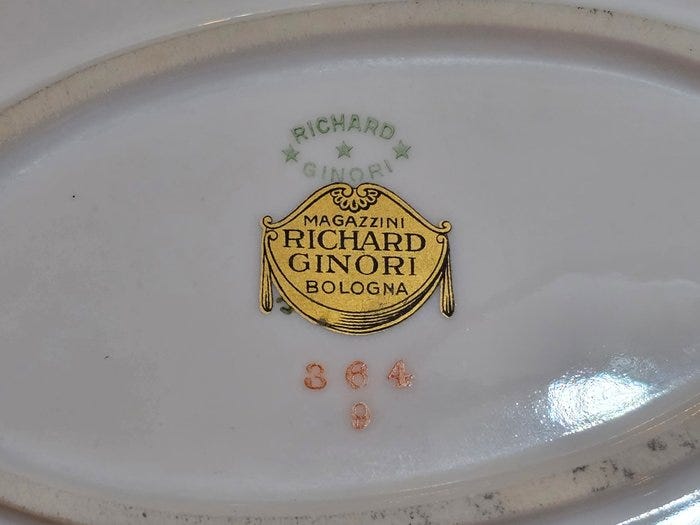 RICHARD
GINORI
MAGAZZINI
RICHARD
GINORI
BOLOGNA
364
9